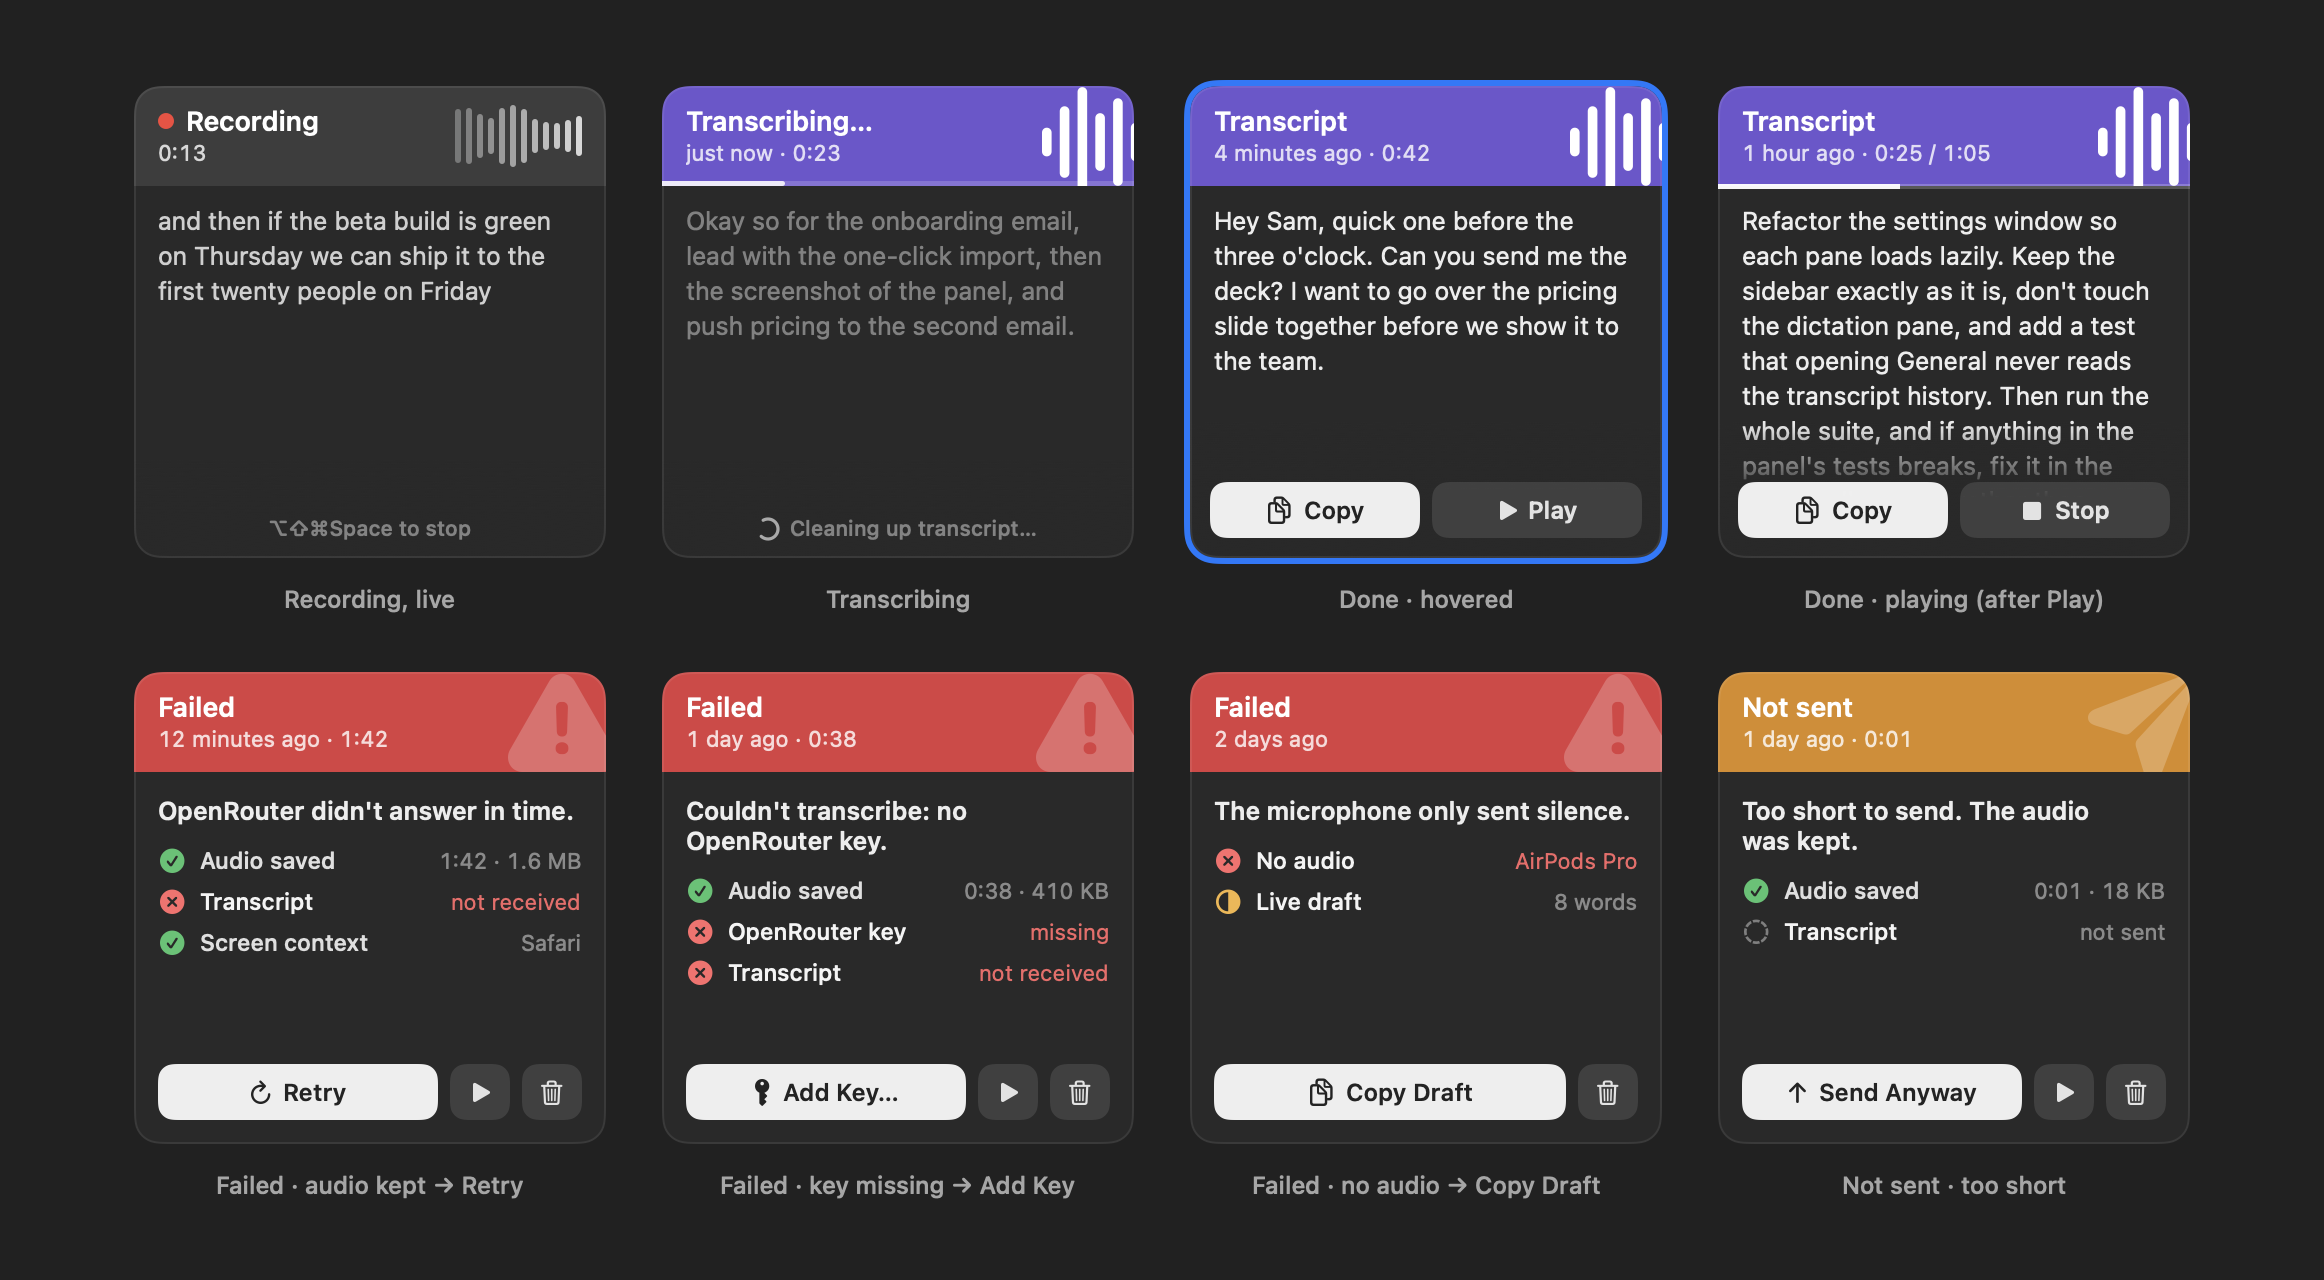 Recording
0:13
and then if the beta build is green
on Thursday we can ship it to the
first twenty people on Friday
⌥⇧⌘Space to stop
Recording, live
Transcribing...
just now · 0:23
Okay so for the onboarding email,
lead with the one-click import, then
the screenshot of the panel, and
push pricing to the second email.
Cleaning up transcript...
Transcribing
Transcript
4 minutes ago · 0:42
Hey Sam, quick one before the
three o'clock. Can you send me the
deck? I want to go over the pricing
slide together before we show it to
the team.
Copy
Play
Done · hovered
Transcript
1 hour ago · 0:25 / 1:05
Refactor the settings window so
each pane loads lazily. Keep the
sidebar exactly as it is, don't touch
the dictation pane, and add a test
that opening General never reads
the transcript history. Then run the
whole suite, and if anything in the
panel's tests breaks, fix it in the
Copy
Stop
Done · playing (after Play)
Failed
12 minutes ago · 1:42
OpenRouter didn't answer in time.
Audio saved 1:42 · 1.6 MB
Transcript not received
Screen context Safari
Retry
Failed · audio kept → Retry
Failed
1 day ago · 0:38
Couldn't transcribe: no
OpenRouter key.
Audio saved 0:38 · 410 KB
OpenRouter key missing
Transcript not received
Add Key...
Failed · key missing → Add Key
Failed
2 days ago
The microphone only sent silence.
No audio AirPods Pro
Live draft 8 words
Copy Draft
Failed · no audio → Copy Draft
Not sent
1 day ago · 0:01
Too short to send. The audio
was kept.
Audio saved 0:01 · 18 KB
Transcript not sent
Send Anyway
Not sent · too short